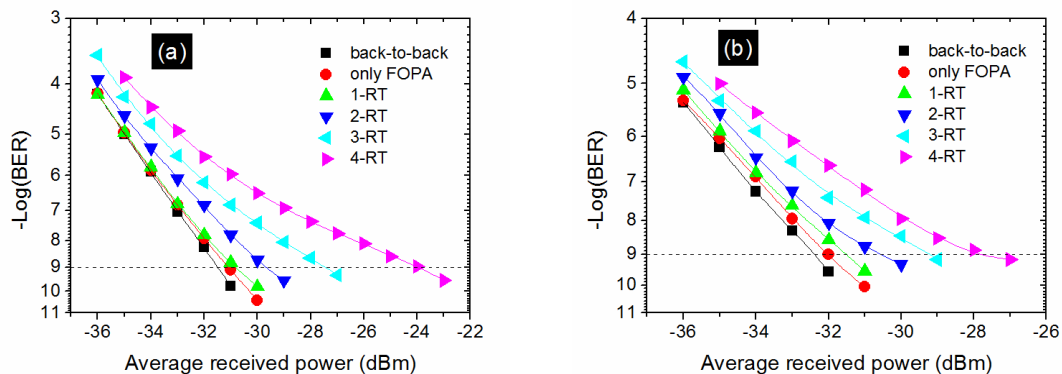 (a)
back-to-back
only FOPA
1-RT
2-RT
3-RT
4-RT
-Log(BER)
3
4
5
6
7
8
9
10
11
-36 -34 -32 -30 -28 -26 -24 -22
Average received power (dBm)
(b)
back-to-back
only FOPA
1-RT
2-RT
3-RT
4-RT
-Log(BER)
4
5
6
7
8
9
10
11
-36 -34 -32 -30 -28 -26
Average received power (dBm)